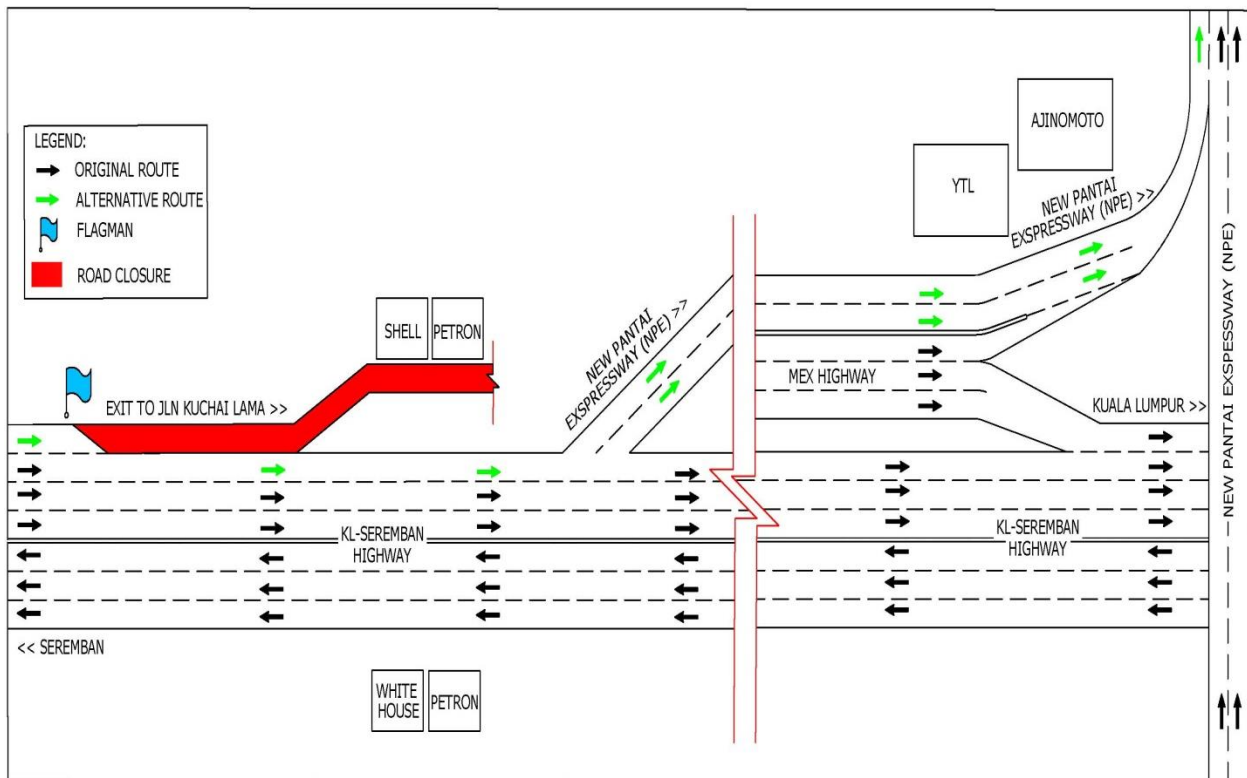 LEGEND:
ORIGINAL ROUTE
ALTERNATIVE ROUTE
FLAGMAN
ROAD CLOSURE
AJINOMOTO
YTL
NEW PANTAI
EXSPRESSWAY (NPE) >>
NEW PANTAI EXSPESSWAY (NPE)
SHELL
PETRON
NEW PANTAI
EXSPRESSWAY (NPE) >>
EXIT TO JLN KUCHAI LAMA >>
MEX HIGHWAY
KUALA LUMPUR >>
KL-SEREMBAN
HIGHWAY
KL-SEREMBAN
HIGHWAY
<< SEREMBAN
WHITE
HOUSE
PETRON